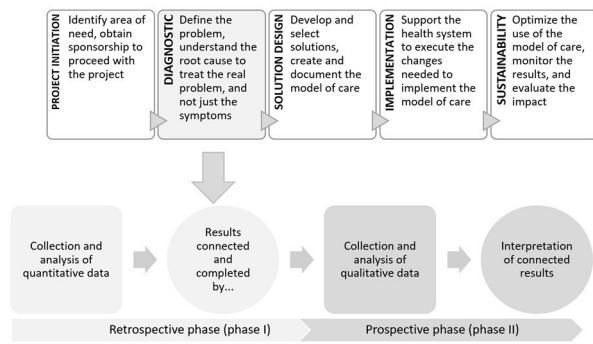 PROJECT INITIATION
Identify area of
need, obtain
sponsorship to
proceed with
the project
DIAGNOSTIC
Define the
problem,
understand the
root cause to
treat the real
problem, and
not just the
symptoms
SOLUTION DESIGN
Develop and
select
solutions,
create and
document the
model of care
IMPLEMENTATION
Support the
health system
to execute the
changes
needed to
implement the
model of care
SUSTAINABILITY
Optimize the
use of the
model of care,
monitor the
results, and
evaluate the
impact
Collection and
analysis of
quantitative data
Results
connected
and
completed
by...
Collection and
analysis of
qualitative data
Interpretation
of connected
results
Retrospective phase (phase I)
Prospective phase (phase II)